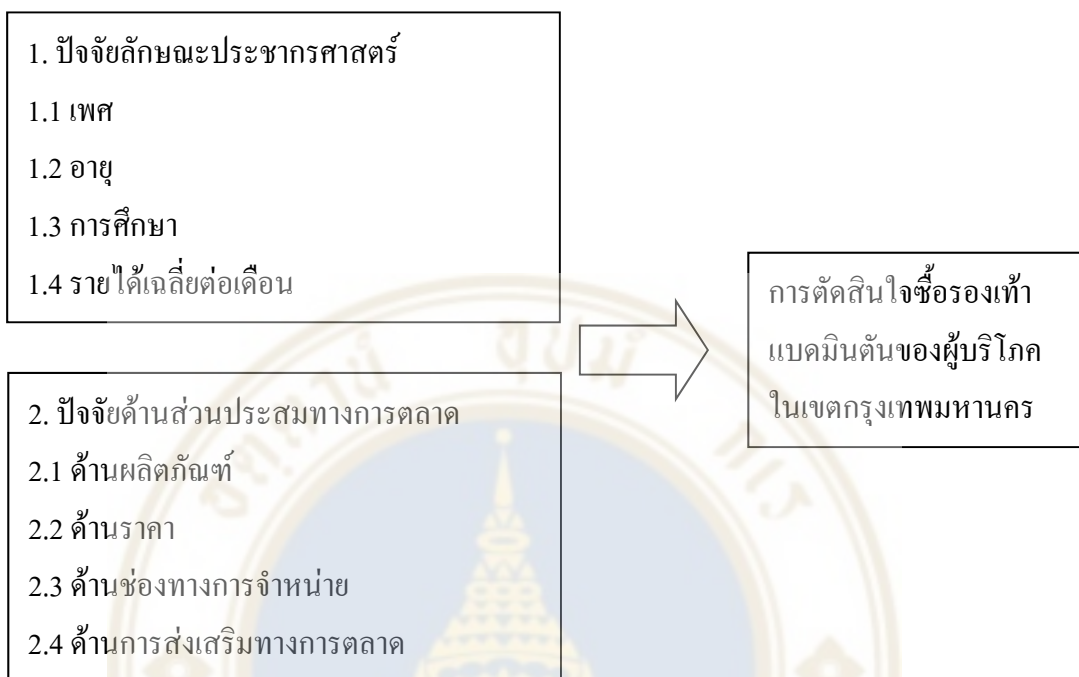 1. ปัจจัยลักษณะประชากรศาสตร์
1.1 เพศ
1.2 อายุ
1.3 การศึกษา
1.4 รายได้เฉลี่ยต่อเดือน
2. ปัจจัยด้านส่วนประสมทางการตลาด
2.1 ด้านผลิตภัณฑ์
2.2 ด้านราคา
2.3 ด้านช่องทางการจำหน่าย
2.4 ด้านการส่งเสริมทางการตลาด
การตัดสินใจซื้อรองเท้า
แบดมินตันของผู้บริโภค
ในเขตกรุงเทพมหานคร